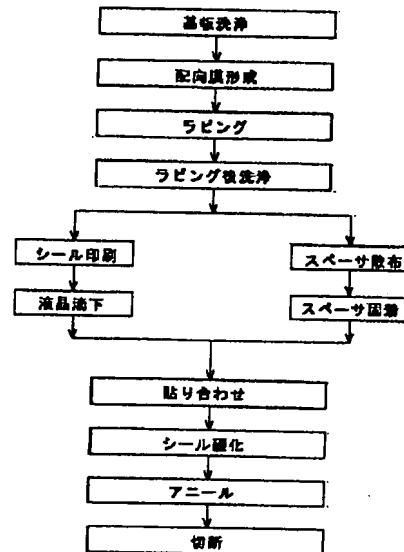 基板洗浄
配向膜形成
ラビング
ラビング後洗浄
シール印刷
スペーサ散布
液晶滴下
スペーサ固着
貼り合わせ
シール硬化
アニール
切断